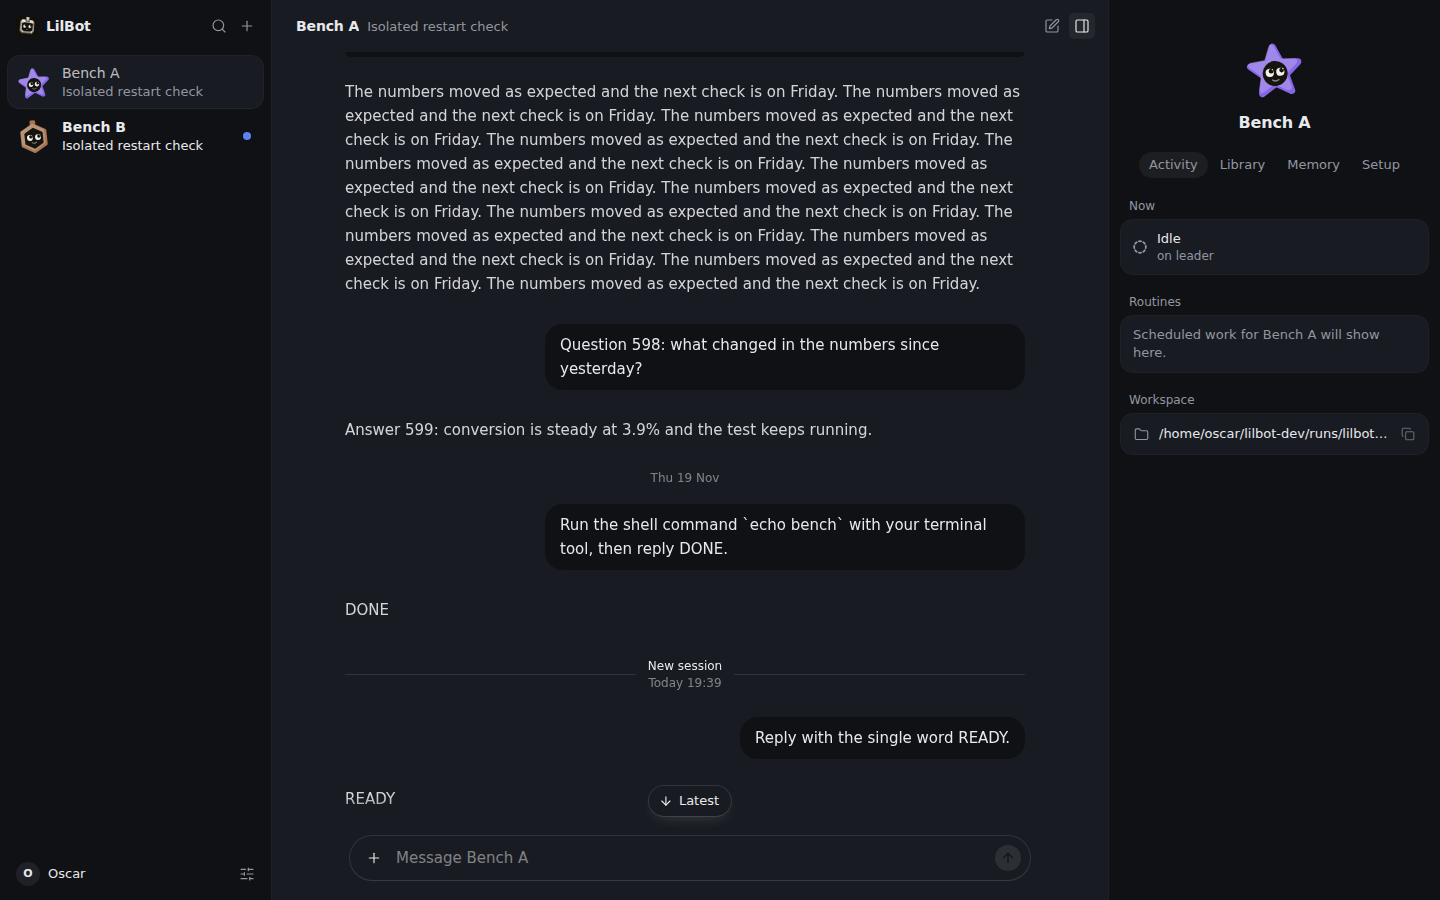 LilBot
Bench A
Isolated restart check
Bench B
Isolated restart check
O
Oscar
Bench A Isolated restart check
The numbers moved as expected and the next check is on Friday. The numbers moved as
expected and the next check is on Friday. The numbers moved as expected and the next
check is on Friday. The numbers moved as expected and the next check is on Friday. The
numbers moved as expected and the next check is on Friday. The numbers moved as
expected and the next check is on Friday. The numbers moved as expected and the next
check is on Friday. The numbers moved as expected and the next check is on Friday. The
numbers moved as expected and the next check is on Friday. The numbers moved as
expected and the next check is on Friday. The numbers moved as expected and the next
check is on Friday. The numbers moved as expected and the next check is on Friday.
Question 598: what changed in the numbers since
yesterday?
Answer 599: conversion is steady at 3.9% and the test keeps running.
Thu 19 Nov
Run the shell command `echo bench` with your terminal
tool, then reply DONE.
DONE
New session
Today 19:39
Reply with the single word READY.
READY
Latest
Message Bench A
Bench A
Activity Library Memory Setup
Now
Idle
on leader
Routines
Scheduled work for Bench A will show
here.
Workspace
/home/oscar/lilbot-dev/runs/lilbot…